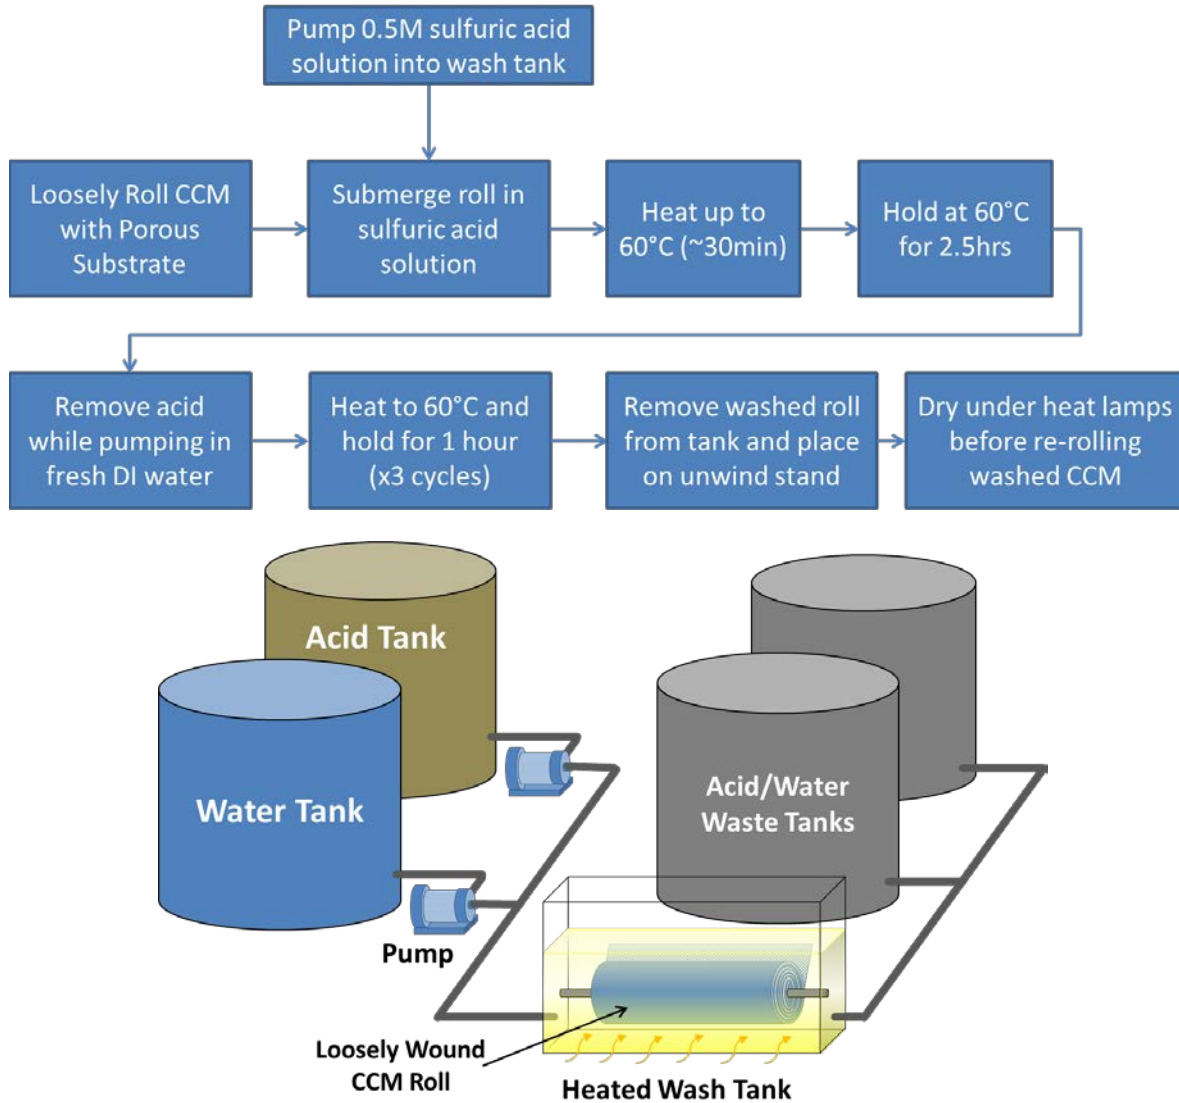 Pump 0.5M sulfuric acid
solution into wash tank
Loosely Roll CCM
with Porous
Substrate
Submerge roll in
sulfuric acid
solution
Heat up to
60°C (~30min)
Hold at 60°C
for 2.5hrs
Remove acid
while pumping in
fresh DI water
Heat to 60°C and
hold for 1 hour
(x3 cycles)
Remove washed roll
from tank and place
on unwind stand
Dry under heat lamps
before re-rolling
washed CCM
Acid Tank
Water Tank
Acid/Water
Waste Tanks
Pump
Loosely Wound
CCM Roll
Heated Wash Tank